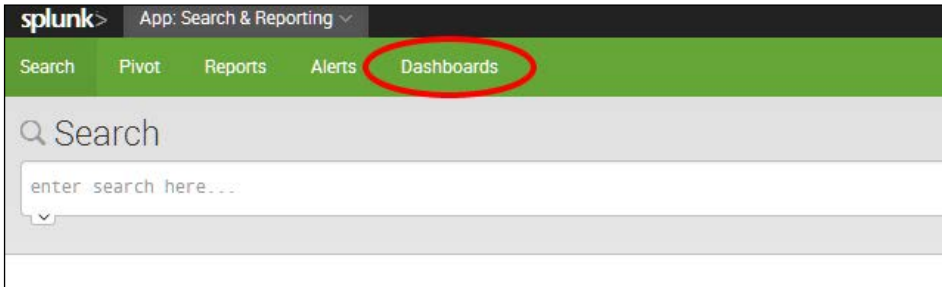 splunk> App: Search & Reporting
Search Pivot Reports Alerts Dashboards
Search
enter search here...